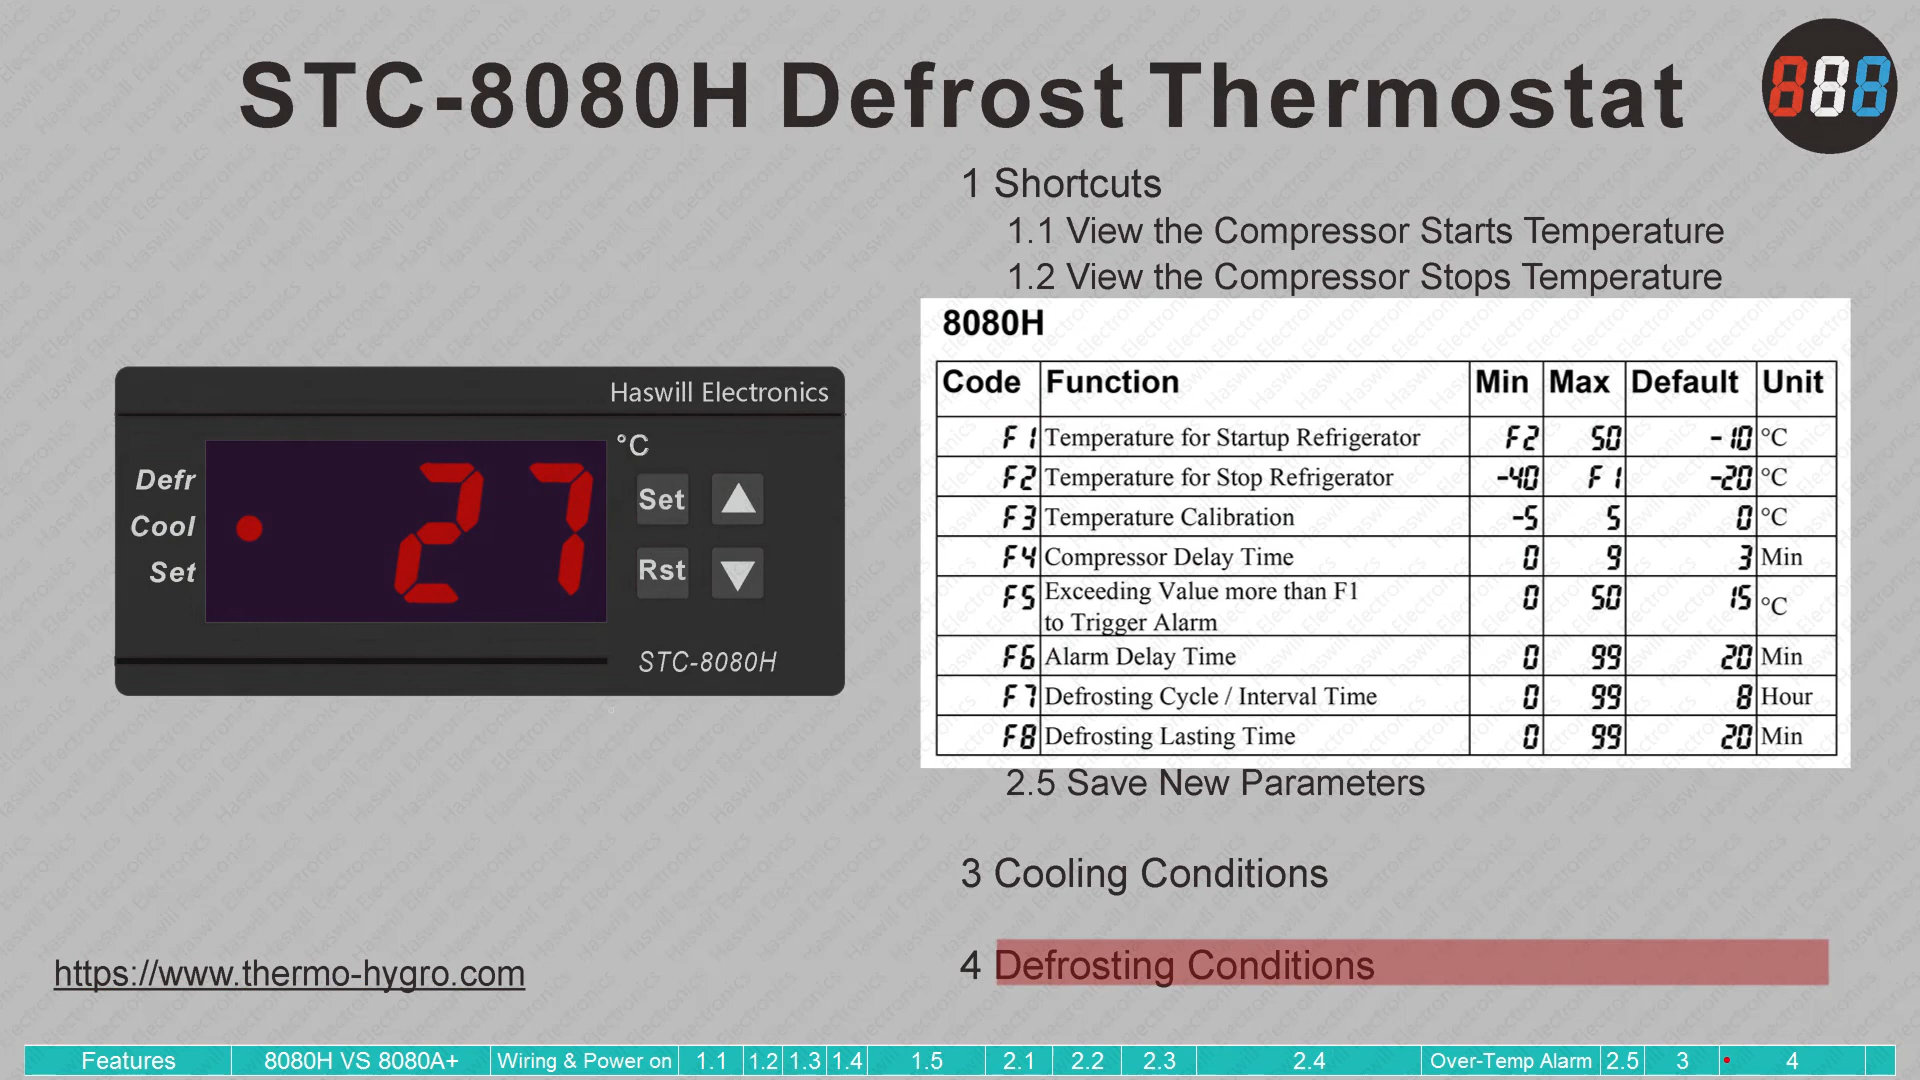 STC-8080H Defrost Thermostat
888
1 Shortcuts
1.1 View the Compressor Starts Temperature
1.2 View the Compressor Stops Temperature
8080H
Code Function Min Max Default Unit
F1 Temperature for Startup Refrigerator F2 50 -10 °C
F2 Temperature for Stop Refrigerator -40 F1 -20 °C
F3 Temperature Calibration -5 5 0 °C
F4 Compressor Delay Time 0 9 3 Min
F5 Exceeding Value more than F1
to Trigger Alarm 0 50 15 °C
F6 Alarm Delay Time 0 99 20 Min
F7 Defrosting Cycle / Interval Time 0 99 8 Hour
F8 Defrosting Lasting Time 0 99 20 Min
2.5 Save New Parameters
3 Cooling Conditions
4 Defrosting Conditions
Haswill Electronics
°C
Defr
Cool
Set
27
Set
Rst
STC-8080H
https://www.thermo-hygro.com
Features 8080H VS 8080A+ Wiring & Power on 1.1 1.2 1.3 1.4 1.5 2.1 2.2 2.3 2.4 Over-Temp Alarm 2.5 3 4